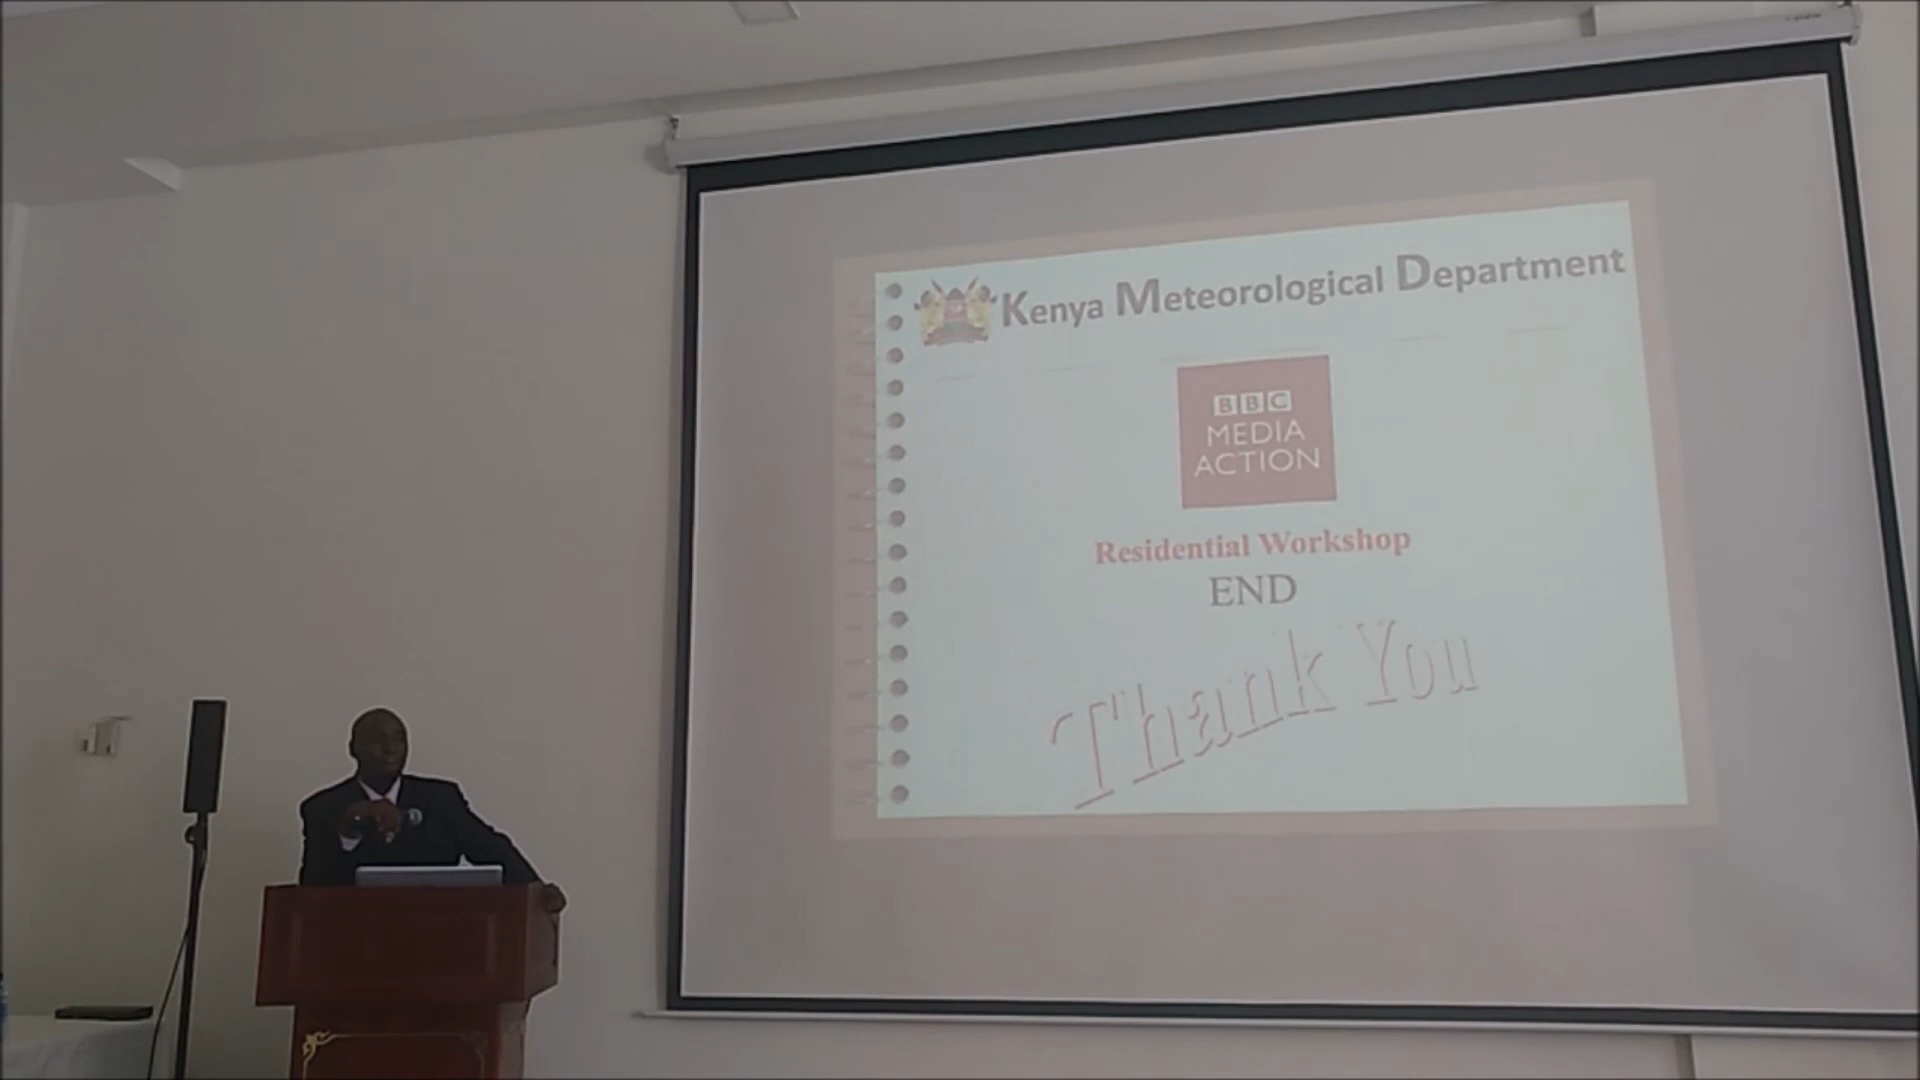 Kenya Meteorological Department
BBC
MEDIA
ACTION
Residential Workshop
END
Thank You